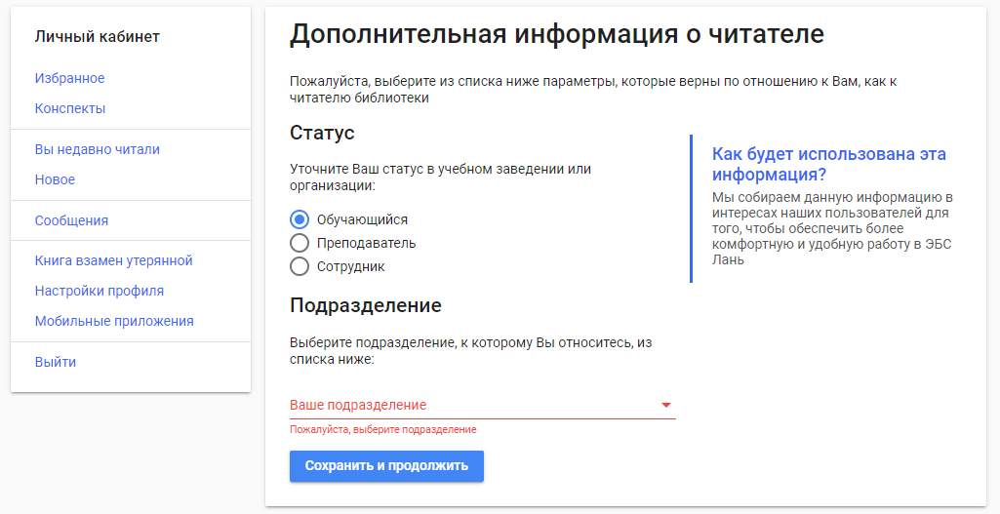 Личный кабинет
Избранное
Конспекты
Вы недавно читали
Новое
Сообщения
Книга взамен утерянной
Настройки профиля
Мобильные приложения
Выйти
Дополнительная информация о читателе
Пожалуйста, выберите из списка ниже параметры, которые верны по отношению к Вам, как к
читателю библиотеки
Статус
Уточните Ваш статус в учебном заведении или
организации:
Обучающийся
Преподаватель
Сотрудник
Подразделение
Выберите подразделение, к которому Вы относитесь, из
списка ниже:
Ваше подразделение
Пожалуйста, выберите подразделение
Сохранить и продолжить
Как будет использована эта
информация?
Мы собираем данную информацию в
интересах наших пользователей для
того, чтобы обеспечить более
комфортную и удобную работу в ЭБС
Лань